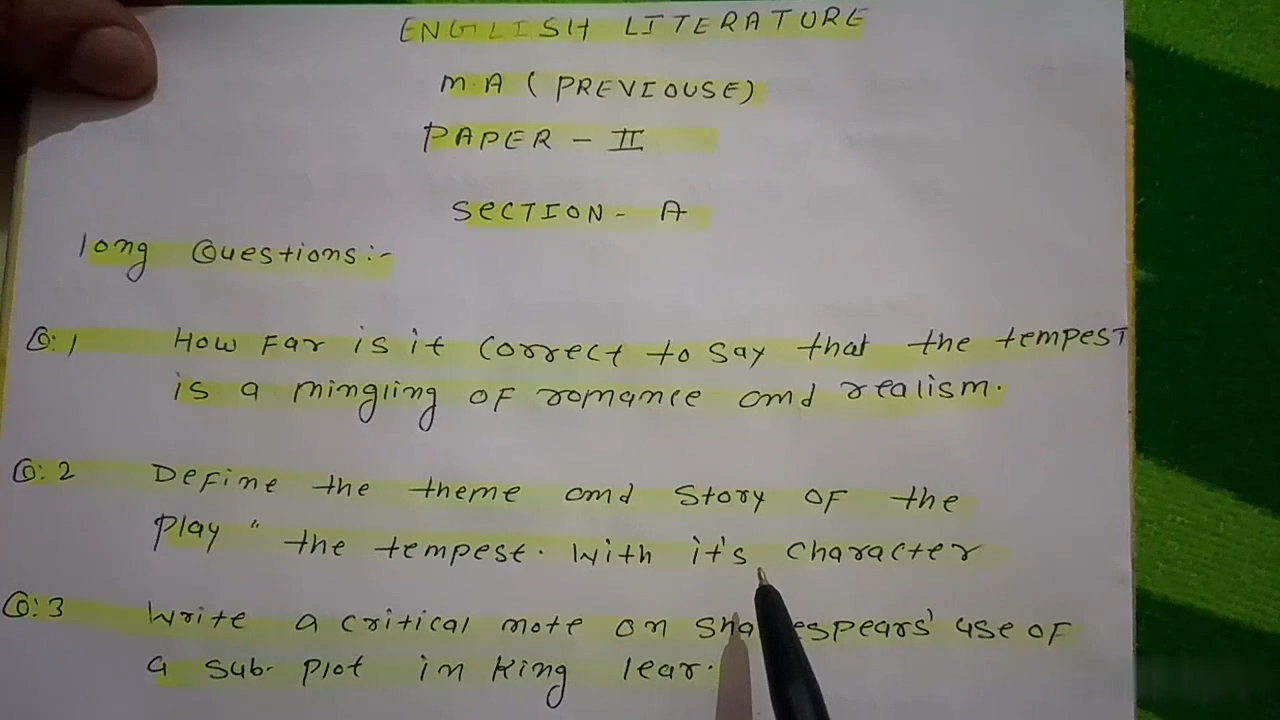 ENGLISH LITERATURE
M.A (PREVIOUSE)
PAPER - II
SECTION - A
long Questions:-
Q:1 How Far is it correct to say that the tempest
is a mingling of romance and realism.
Q:2 Define the theme and story of the
play " the tempest. With it's character
Q:3 Write a critical note on Shakespears' use of
a sub-plot in King lear.